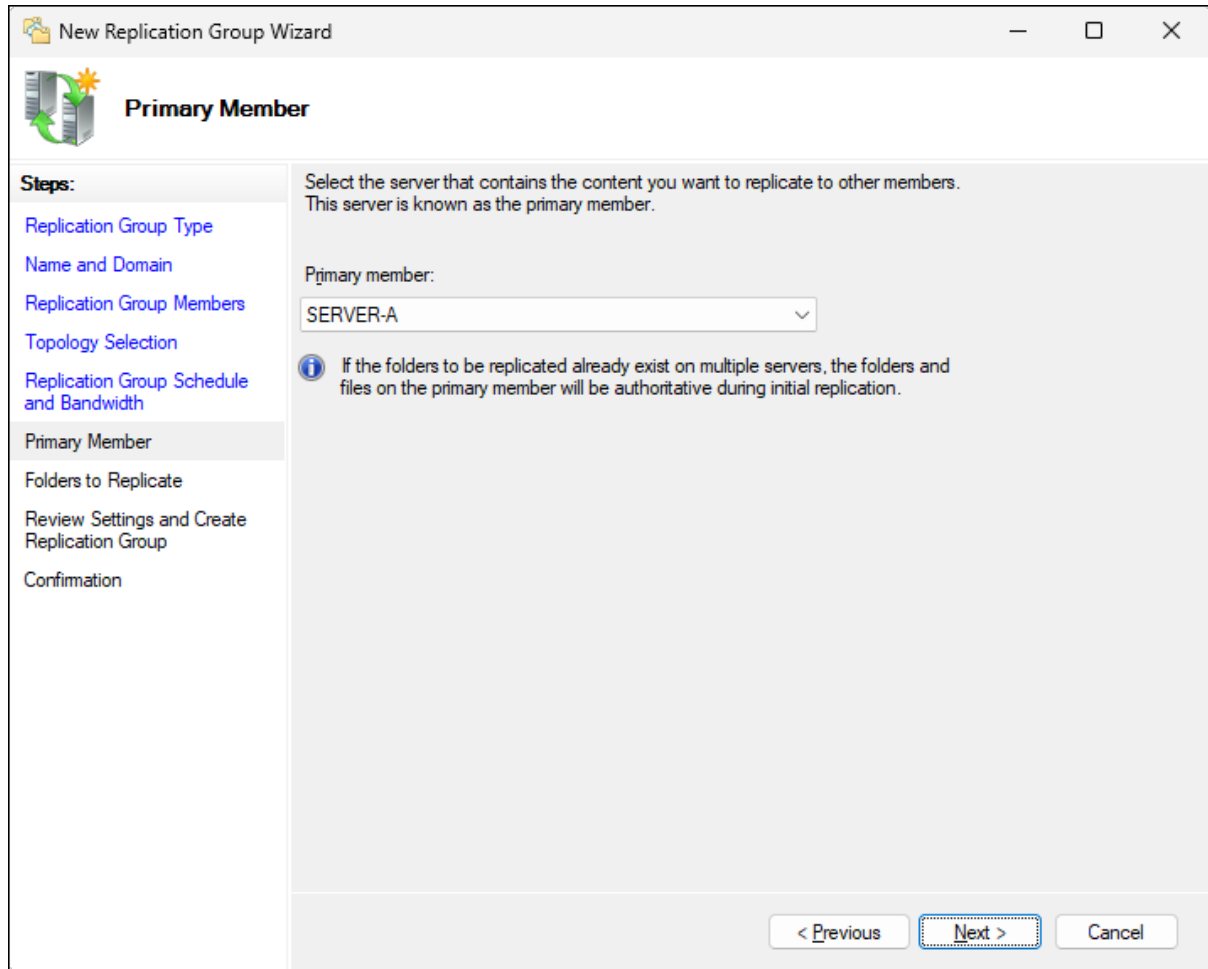 New Replication Group Wizard
Primary Member
Steps:
Replication Group Type
Name and Domain
Replication Group Members
Topology Selection
Replication Group Schedule
and Bandwidth
Primary Member
Folders to Replicate
Review Settings and Create
Replication Group
Confirmation
Select the server that contains the content you want to replicate to other members.
This server is known as the primary member.
Primary member:
SERVER-A
If the folders to be replicated already exist on multiple servers, the folders and
files on the primary member will be authoritative during initial replication.
< Previous
Next >
Cancel